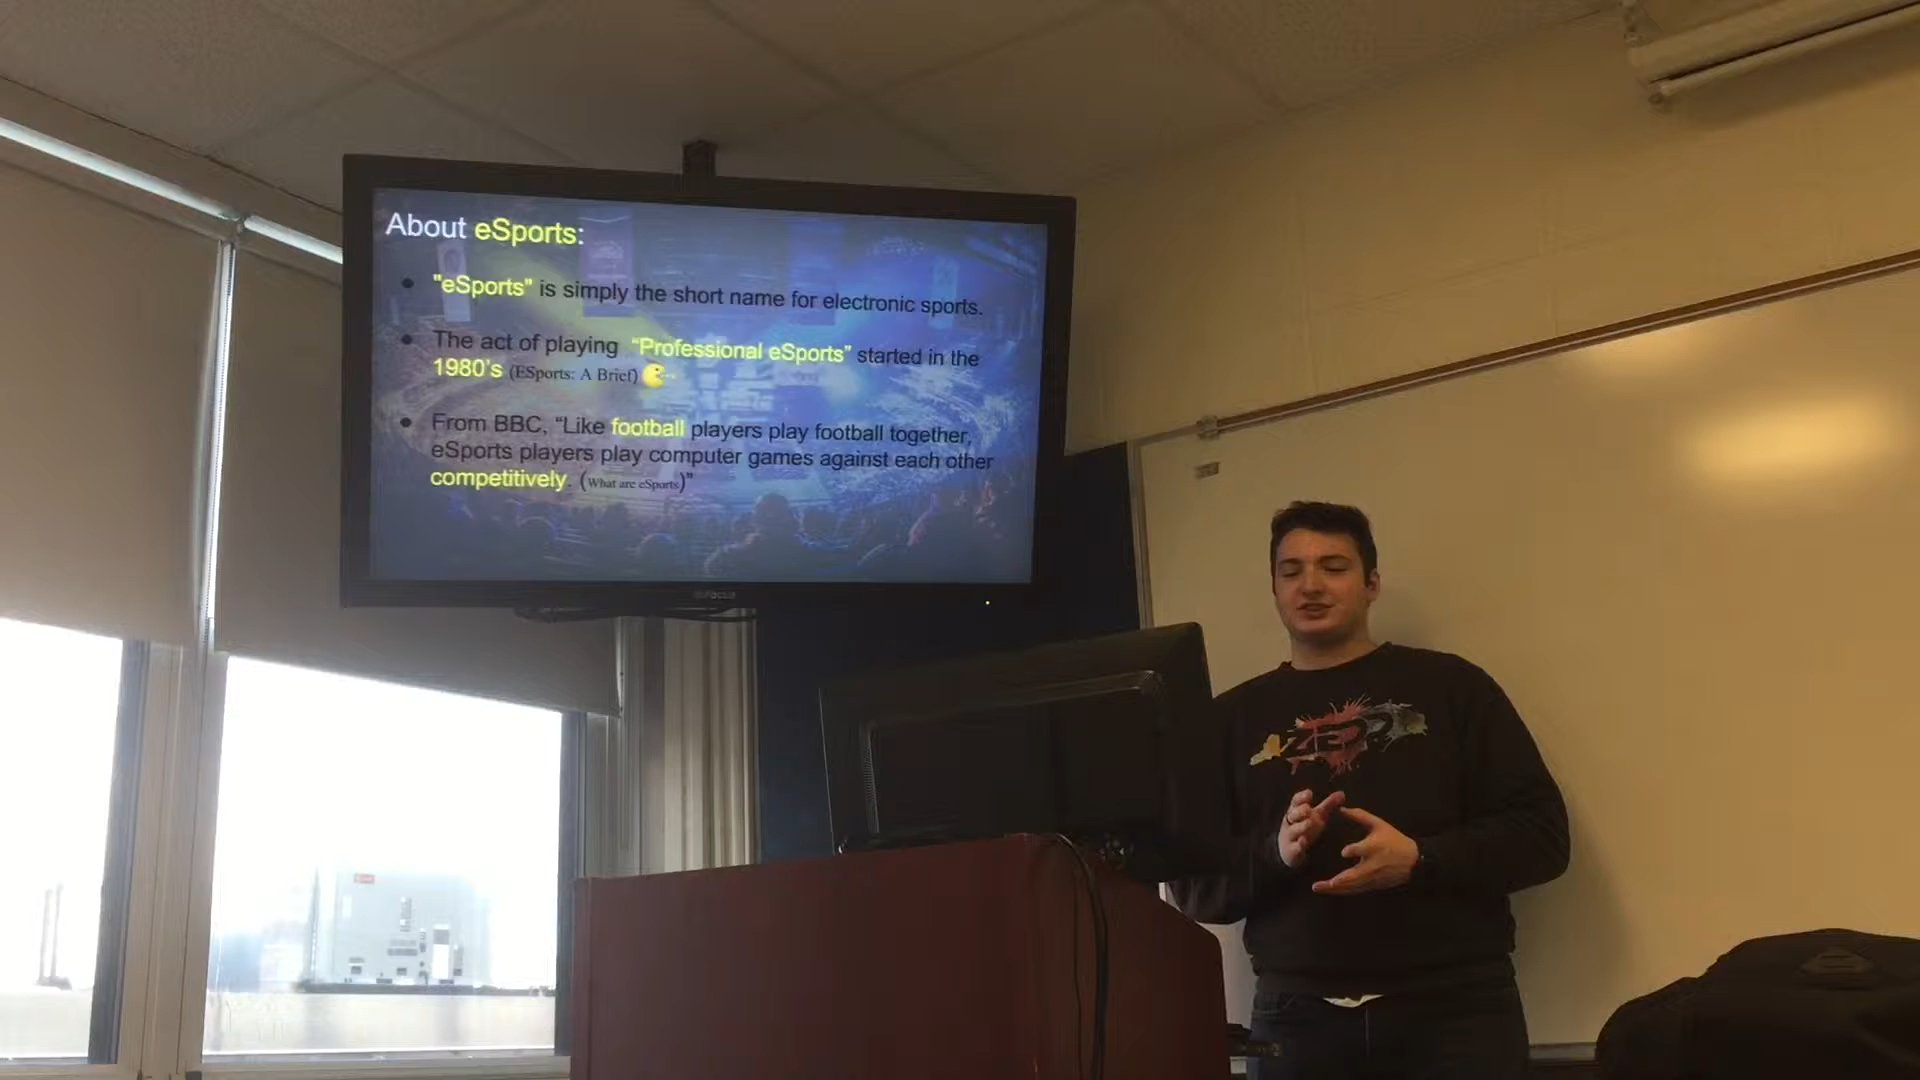 About eSports:
"eSports" is simply the short name for electronic sports.
The act of playing “Professional eSports” started in the
1980’s (ESports: A Brief)
From BBC, “Like football players play football together,
eSports players play computer games against each other
competitively. (What are eSports)”
InFocus